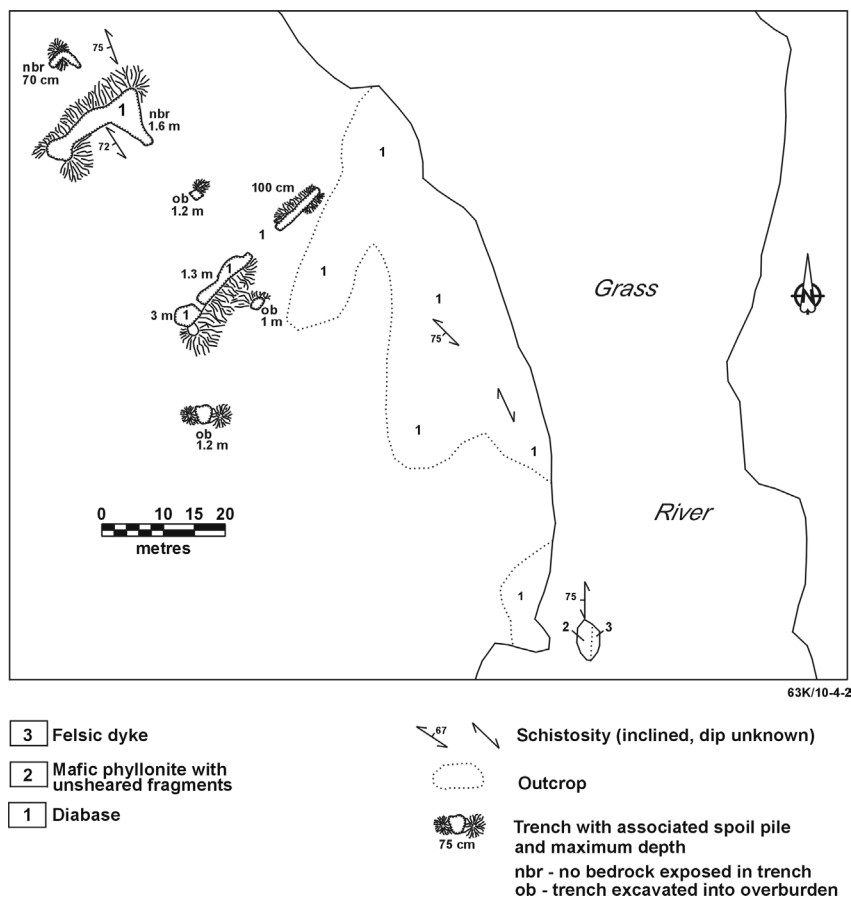 75
nbr
70 cm
1
nbr
1.6 m
72
1
ob
1.2 m
100 cm
1
1
1.3 m
1
3 m
1
ob
1 m
1
75
Grass
N
ob
1.2 m
1
1
0 10 15 20
metres
River
1
75
2
3
63K/10-4-2
3 Felsic dyke
2 Mafic phyllonite with
unsheared fragments
1 Diabase
67
Schistosity (inclined, dip unknown)
Outcrop
75 cm
Trench with associated spoil pile
and maximum depth
nbr - no bedrock exposed in trench
ob - trench excavated into overburden